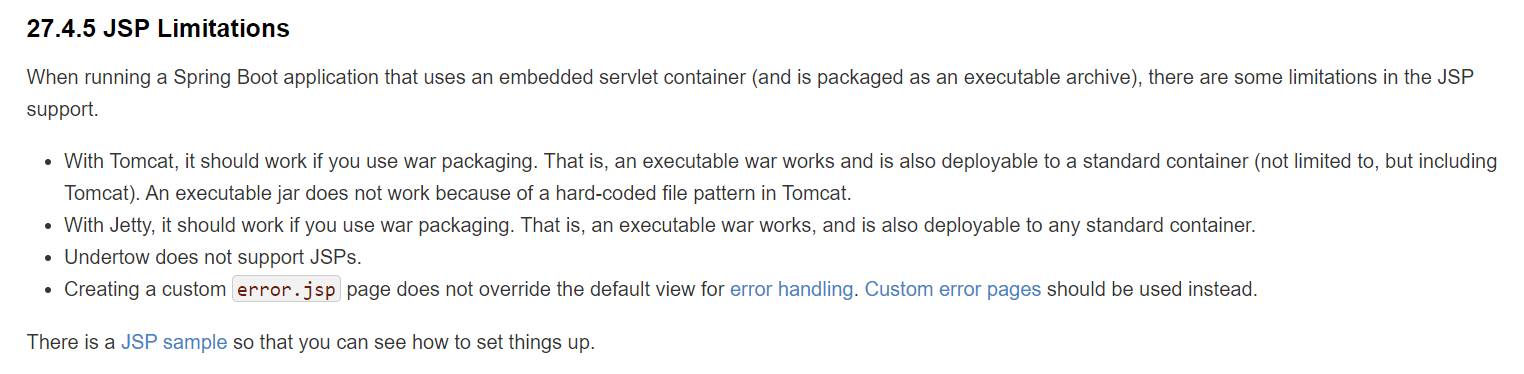 27.4.5 JSP Limitations
When running a Spring Boot application that uses an embedded servlet container (and is packaged as an executable archive), there are some limitations in the JSP
support.
• With Tomcat, it should work if you use war packaging. That is, an executable war works and is also deployable to a standard container (not limited to, but including
Tomcat). An executable jar does not work because of a hard-coded file pattern in Tomcat.
• With Jetty, it should work if you use war packaging. That is, an executable war works, and is also deployable to any standard container.
• Undertow does not support JSPs.
• Creating a custom error.jsp page does not override the default view for error handling. Custom error pages should be used instead.
There is a JSP sample so that you can see how to set things up.